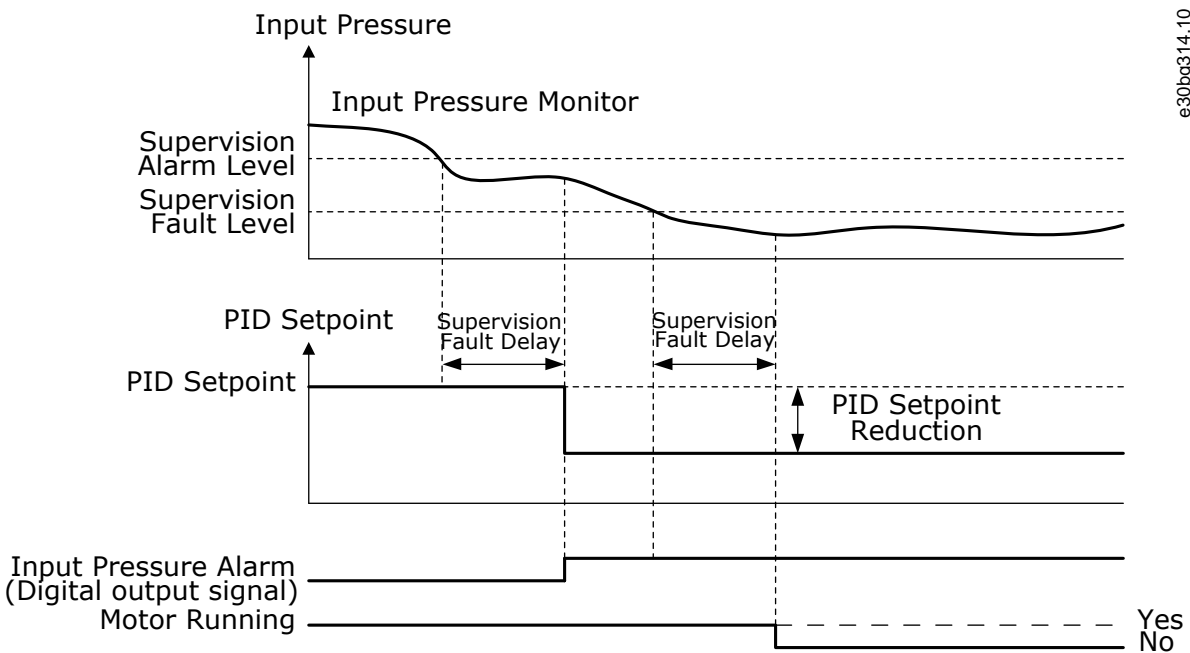 Input Pressure
e30bg314.10
Input Pressure Monitor
Supervision
Alarm Level
Supervision
Fault Level
PID Setpoint
Supervision
Fault Delay
Supervision
Fault Delay
PID Setpoint
PID Setpoint
Reduction
Input Pressure Alarm
(Digital output signal)
Motor Running
Yes
No